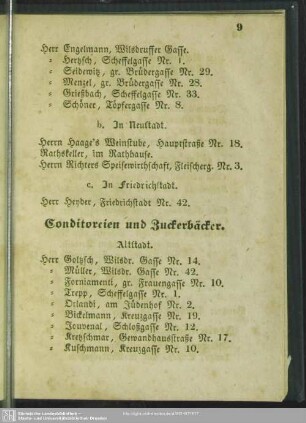 9
Herr Engelmann, Wilsdruffer Gasse.
= Hertzsch, Scheffelgasse Nr. 1.
= Seidewitz, gr. Brüdergasse Nr. 29.
= Menzel, gr. Brüdergasse Nr. 28.
= Grießbach, Scheffelgasse Nr. 33.
= Schöner, Töpfergasse Nr. 8.
b. In Neustadt.
Herrn Haage's Weinstube, Hauptstraße Nr. 18.
Rathskeller, im Rathhause.
Herrn Richters Speisewirthschaft, Fleischerg. Nr. 3.
c. In Friedrichstadt.
Herr Heyder, Friedrichstadt Nr. 42.
Conditoreien und Zuckerbäcker.
Altstadt.
Herr Gottzsch, Wilsdr. Gasse Nr. 14.
= Müller, Wilsdr. Gasse Nr. 42.
= Forniamenti, gr. Frauengasse Nr. 10.
= Trepp, Scheffelgasse Nr. 1.
= Orlandi, am Jüdenhof Nr. 2.
= Bickelmann, Kreuzgasse Nr. 19.
= Jouvenal, Schloßgasse Nr. 12.
= Kretzschmar, Gewandhausstraße Nr. 17.
= Kuschmann, Kreuzgasse Nr. 10.